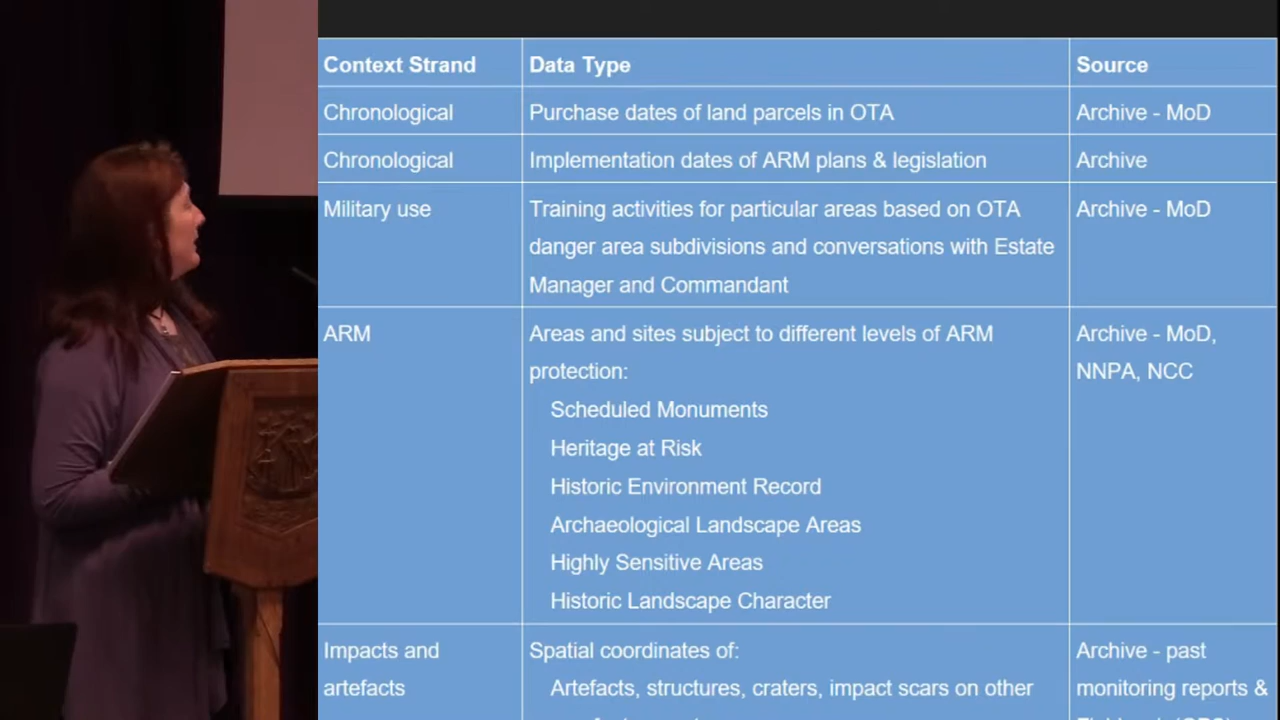 Context Strand
Data Type
Source
Chronological
Purchase dates of land parcels in OTA
Archive - MoD
Chronological
Implementation dates of ARM plans & legislation
Archive
Military use
Training activities for particular areas based on OTA
danger area subdivisions and conversations with Estate
Manager and Commandant
Archive - MoD
ARM
Areas and sites subject to different levels of ARM
protection:
Scheduled Monuments
Heritage at Risk
Historic Environment Record
Archaeological Landscape Areas
Highly Sensitive Areas
Historic Landscape Character
Archive - MoD,
NNPA, NCC
Impacts and
artefacts
Spatial coordinates of:
Artefacts, structures, craters, impact scars on other
Archive - past
monitoring reports &